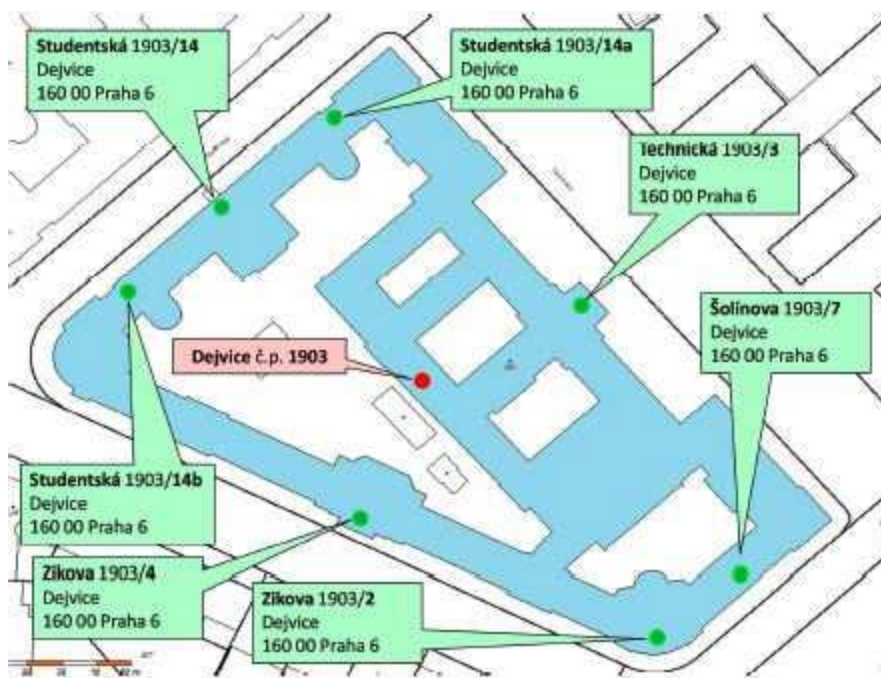 Studentská 1903/14
Dejvice
160 00 Praha 6
Studentská 1903/14a
Dejvice
160 00 Praha 6
Technická 1903/3
Dejvice
160 00 Praha 6
Šolínova 1903/7
Dejvice
160 00 Praha 6
Dejvice č.p. 1903
Studentská 1903/14b
Dejvice
160 00 Praha 6
Zikova 1903/4
Dejvice
160 00 Praha 6
Zikova 1903/2
Dejvice
160 00 Praha 6